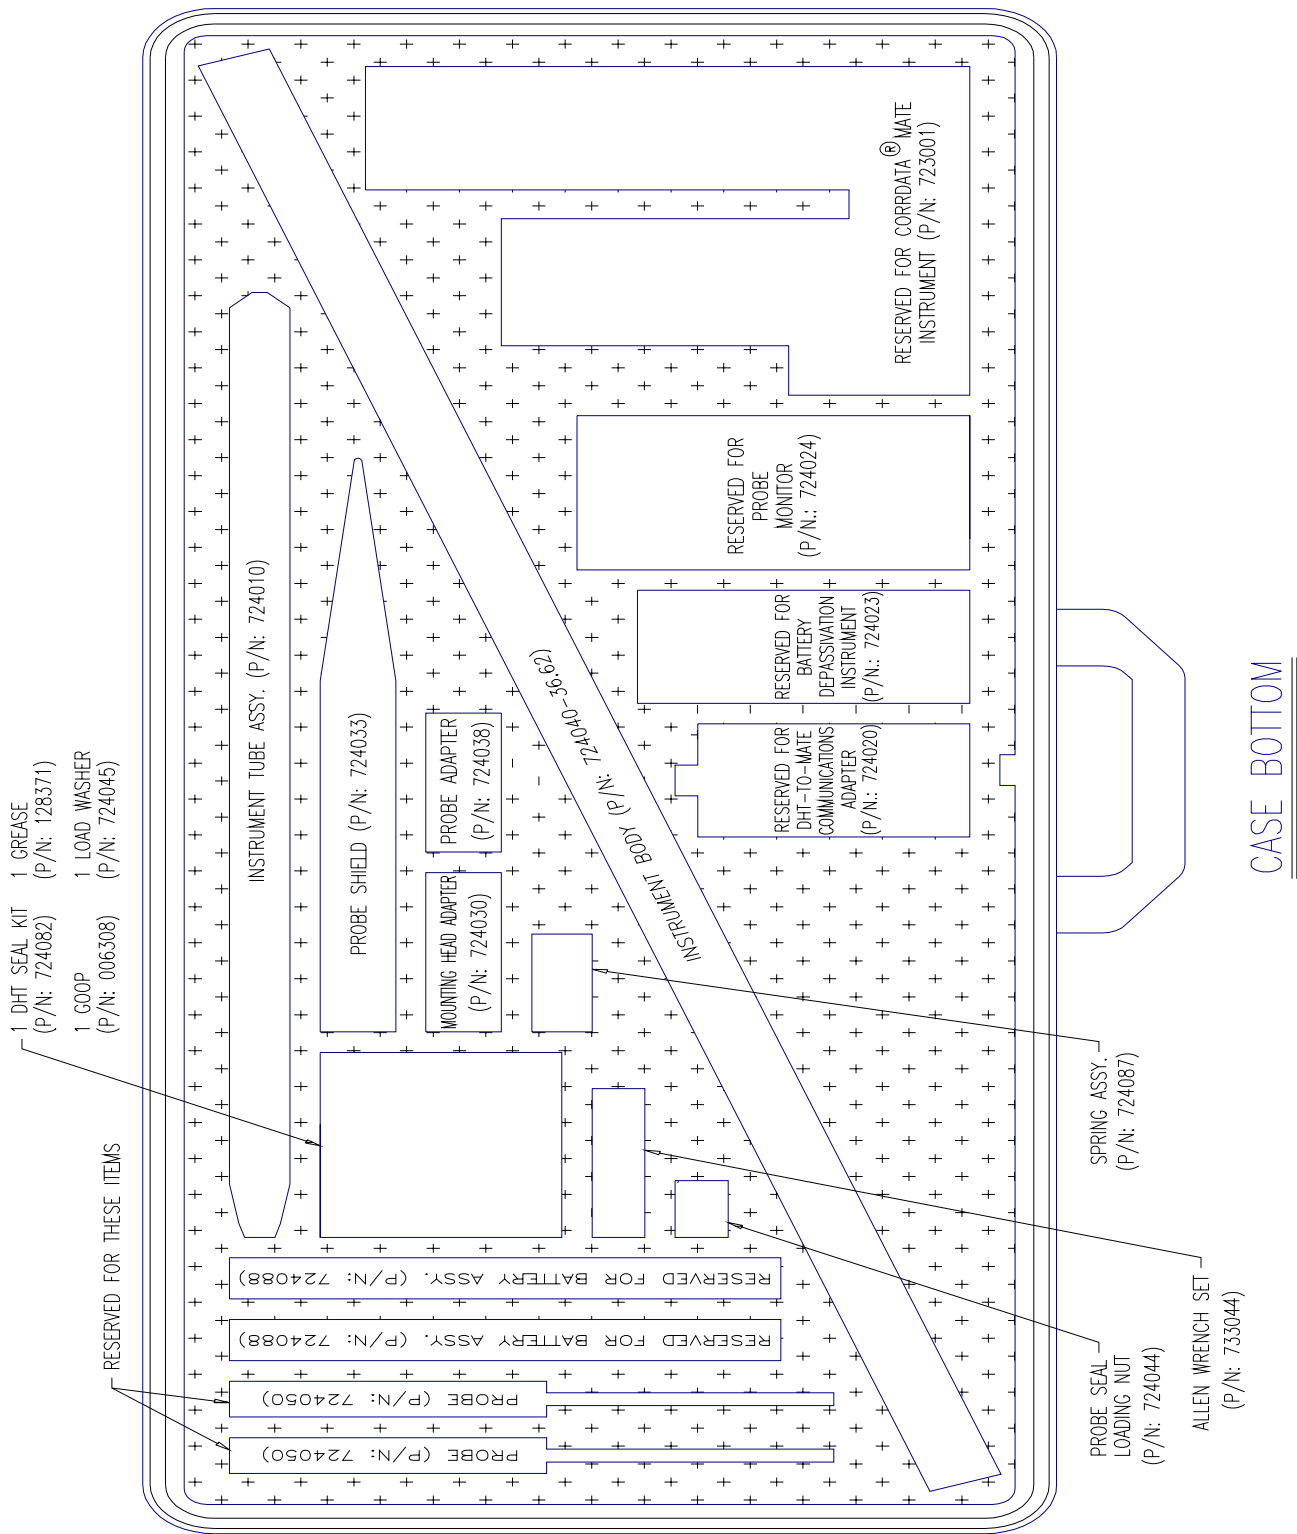 1 DHT SEAL KIT
(P/N: 724082)
1 GREASE
(P/N: 128371)
1 GOOP
(P/N: 006308)
1 LOAD WASHER
(P/N: 724045)
RESERVED FOR THESE ITEMS
INSTRUMENT TUBE ASSY. (P/N: 724010)
PROBE SHIELD (P/N: 724033)
MOUNTING HEAD ADAPTER
(P/N: 724030)
PROBE ADAPTER
(P/N: 724038)
RESERVED FOR BATTERY ASSY. (P/N: 724088)
RESERVED FOR BATTERY ASSY. (P/N: 724088)
PROBE (P/N: 724050)
PROBE (P/N: 724050)
INSTRUMENT BODY (P/N: 724040-36.62)
RESERVED FOR
DHT-TO-MATE
COMMUNICATIONS
ADAPTER
(P/N.: 724020)
RESERVED FOR
BATTERY
DEPASSIVATION
INSTRUMENT
(P/N.: 724023)
RESERVED FOR
PROBE
MONITOR
(P/N.: 724024)
RESERVED FOR CORRDATA® MATE
INSTRUMENT (P/N: 723001)
PROBE SEAL
LOADING NUT
(P/N: 724044)
ALLEN WRENCH SET
(P/N: 733044)
SPRING ASSY.
(P/N: 724087)
CASE BOTTOM